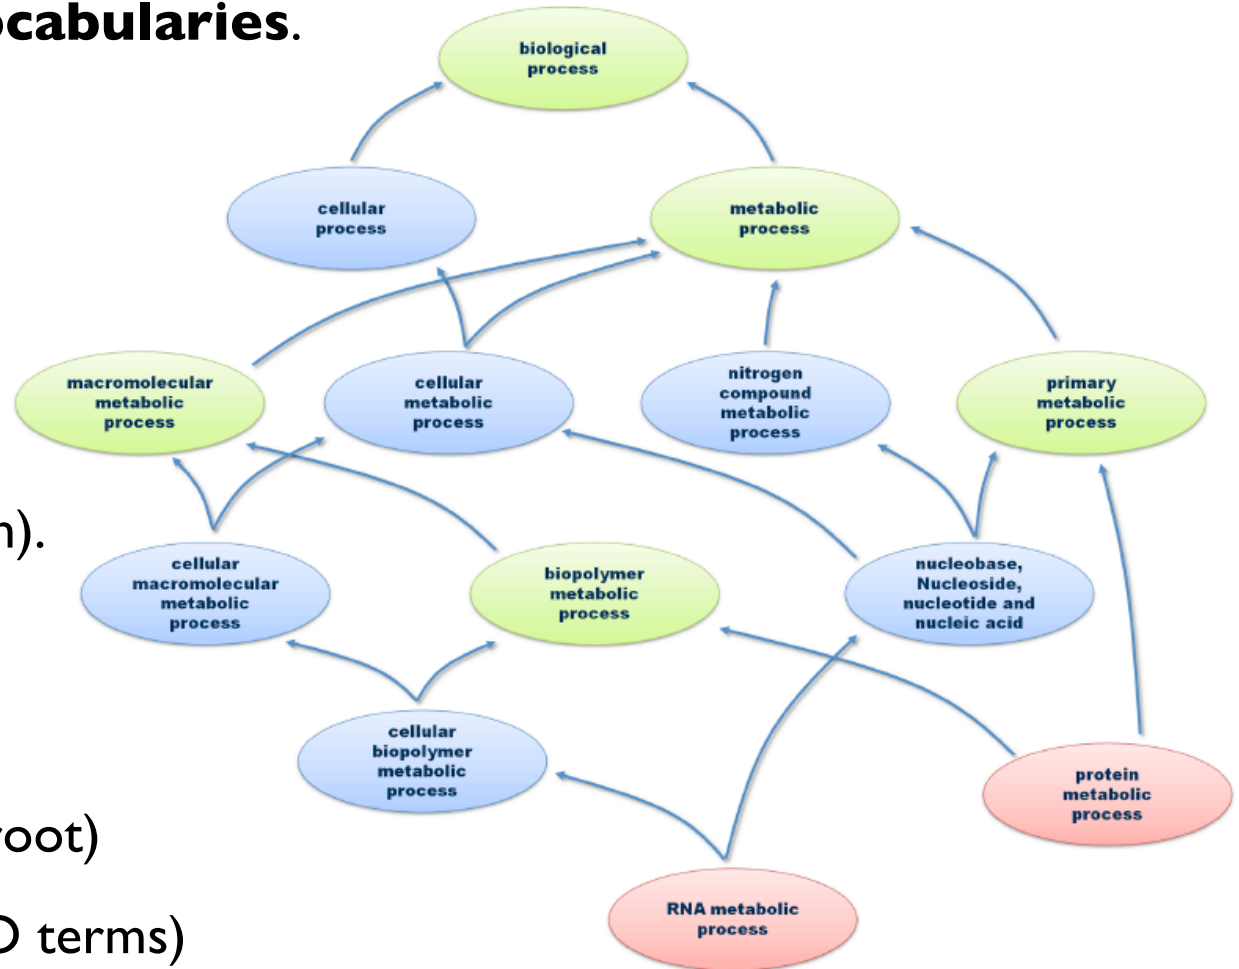 ocabularies.
biological
process
cellular
process
metabolic
process
macromolecular
metabolic
process
cellular
metabolic
process
nitrogen
compound
metabolic
process
primary
metabolic
process
n).
cellular
macromolecular
metabolic
process
biopolymer
metabolic
process
nucleobase,
Nucleoside,
nucleotide and
nucleic acid
cellular
biopolymer
metabolic
process
protein
metabolic
process
root)
RNA metabolic
process
O terms)